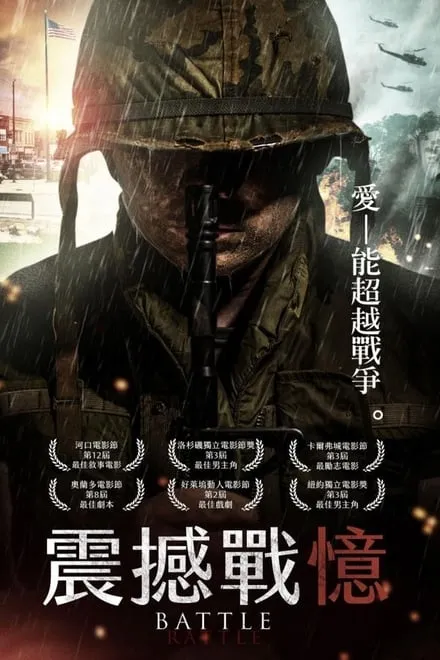 愛—能超越戰爭。
河口電影節
第12屆
最佳敘事電影
洛杉磯獨立電影節獎
第3屆
最佳男主角
卡爾弗城電影節
第3屆
最勵志電影
奧蘭多電影節
第8屆
最佳劇本
好萊塢動人電影節
第2屆
最佳戲劇
紐約獨立電影獎
第3屆
最佳男主角
震撼戰憶
BATTLE
RATTLE